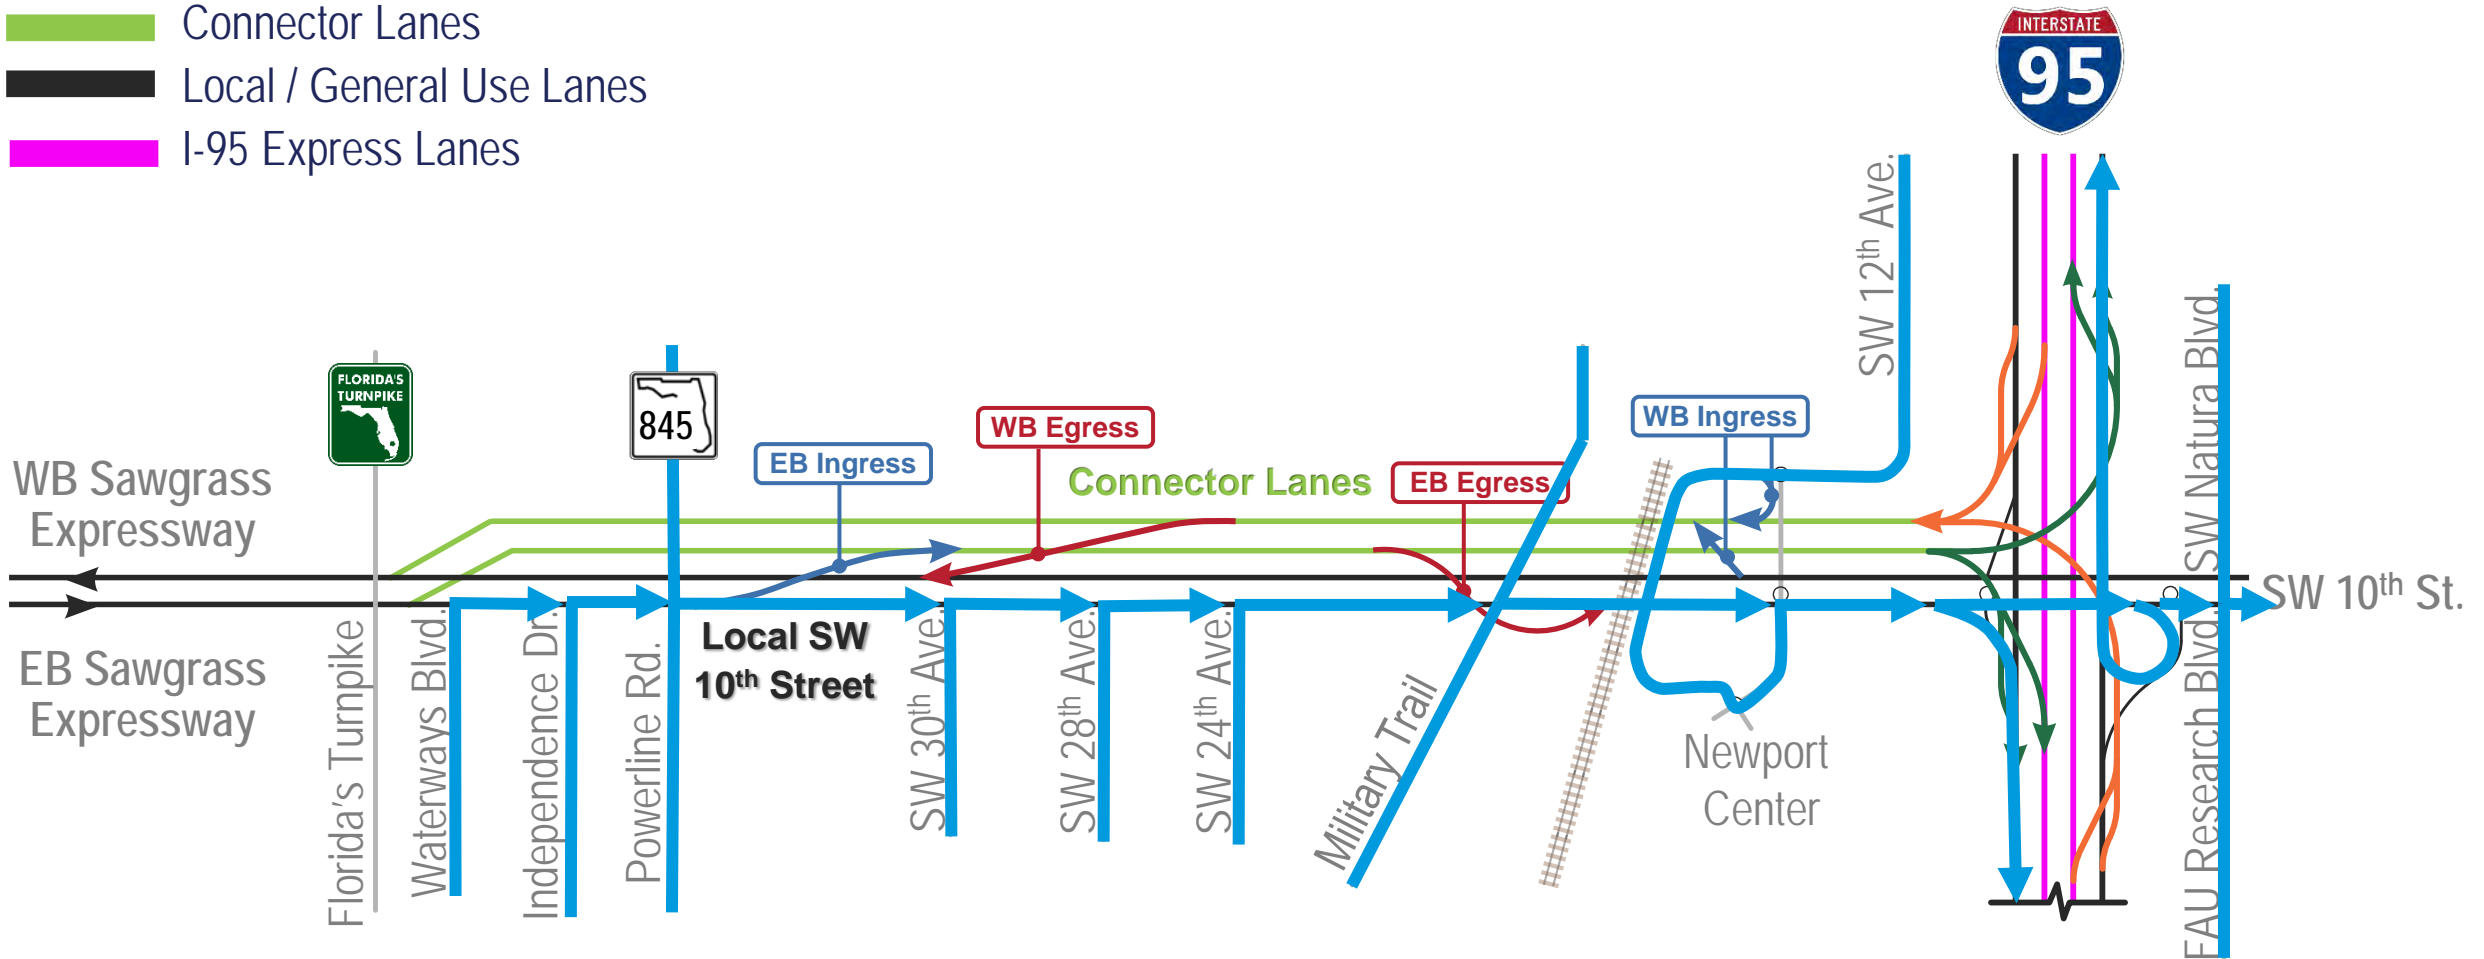 Connector Lanes
Local / General Use Lanes
I-95 Express Lanes
INTERSTATE
95
SW 12th Ave.
FLORIDA'S
TURNPIKE
845
WB Egress
EB Ingress
WB Ingress
Connector Lanes
EB Egress
WB Sawgrass
Expressway
EB Sawgrass
Expressway
SW 10th St.
Local SW
10th Street
Florida's Turnpike
Waterways Blvd.
Independence Dr.
Powerline Rd.
SW 30th Ave.
SW 28th Ave.
SW 24th Ave.
Military Trail
Newport
Center
SW Natura Blvd.
FAU Research Blvd.